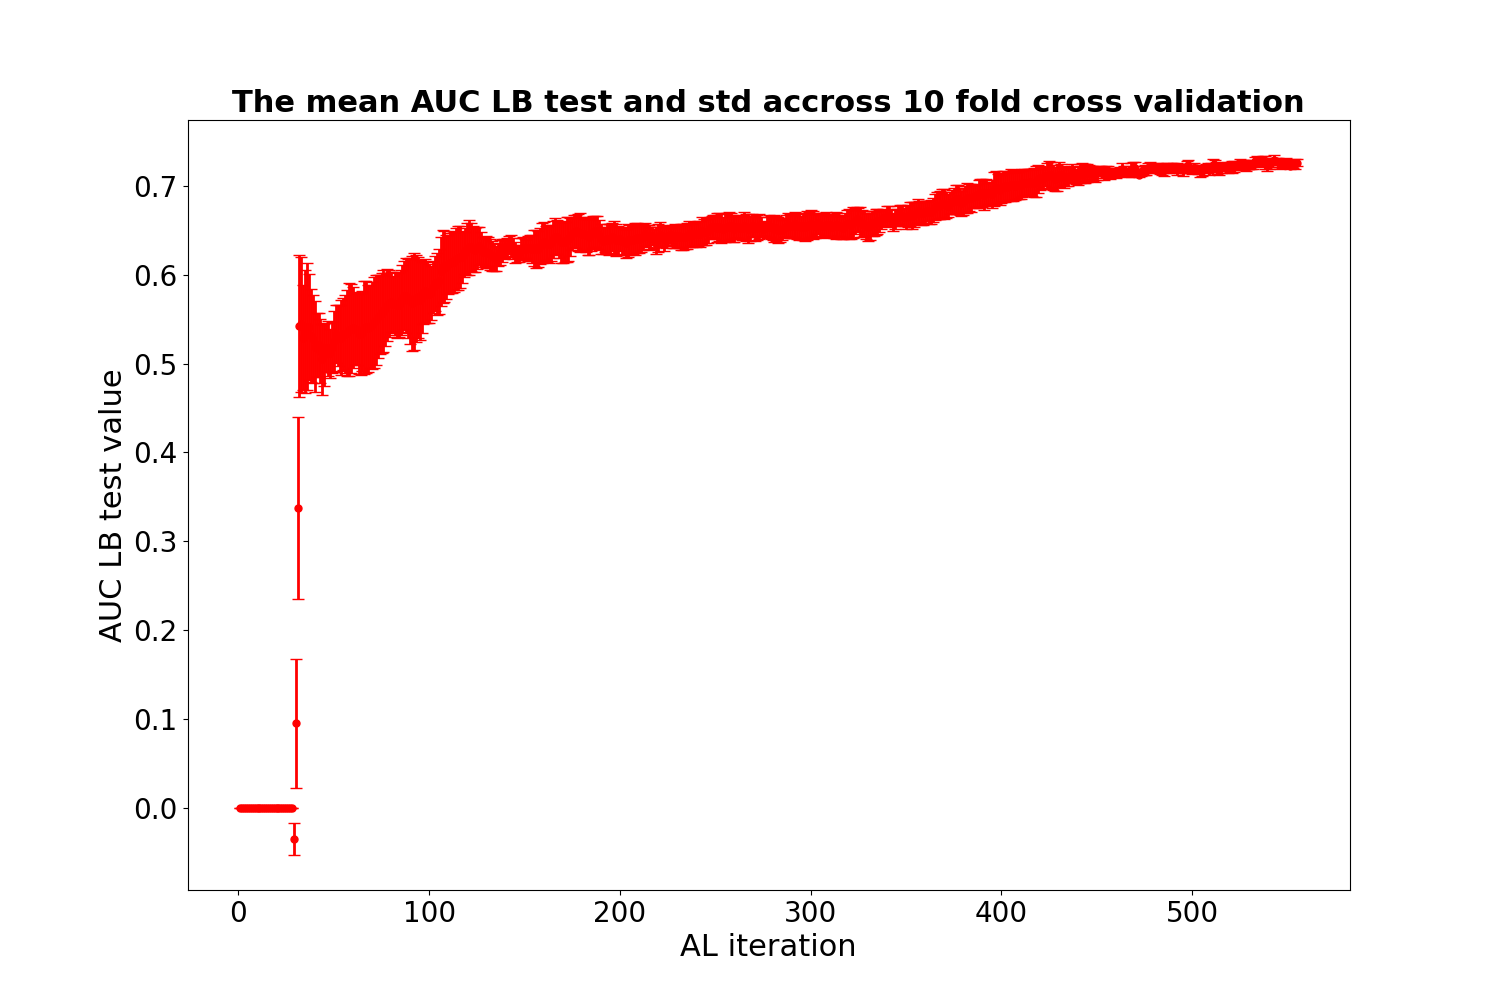 The mean AUC LB test and std accross 10 fold cross validation
AUC LB test value
0.7
0.6
0.5
0.4
0.3
0.2
0.1
0.0
0 100 200 300 400 500
AL iteration